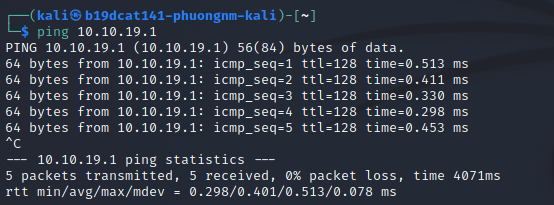 ┌──(kali㉿b19dcat141-phuongnm-kali)-[~]
└─$ ping 10.10.19.1
PING 10.10.19.1 (10.10.19.1) 56(84) bytes of data.
64 bytes from 10.10.19.1: icmp_seq=1 ttl=128 time=0.513 ms
64 bytes from 10.10.19.1: icmp_seq=2 ttl=128 time=0.411 ms
64 bytes from 10.10.19.1: icmp_seq=3 ttl=128 time=0.330 ms
64 bytes from 10.10.19.1: icmp_seq=4 ttl=128 time=0.298 ms
64 bytes from 10.10.19.1: icmp_seq=5 ttl=128 time=0.453 ms
^C
--- 10.10.19.1 ping statistics ---
5 packets transmitted, 5 received, 0% packet loss, time 4071ms
rtt min/avg/max/mdev = 0.298/0.401/0.513/0.078 ms